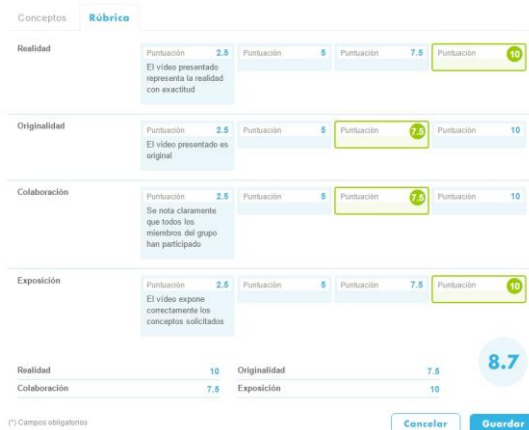 Conceptos Rúbrica
Realidad
Puntuación 2.5 Puntuación 5 Puntuación 7.5 Puntuación 10
El vídeo presentado
representa la realidad
con exactitud
Originalidad
Puntuación 2.5 Puntuación 5 Puntuación 7.5 Puntuación 10
El vídeo presentado es
original
Colaboración
Puntuación 2.5 Puntuación 5 Puntuación 7.5 Puntuación 10
Se nota claramente
que todos los
miembros del grupo
han participado
Exposición
Puntuación 2.5 Puntuación 5 Puntuación 7.5 Puntuación 10
El vídeo expone
correctamente los
conceptos solicitados
Realidad 10 Originalidad 7.5
8.7
Colaboración 7.5 Exposición 10
(*) Campos obligatorios
Cancelar Guardar